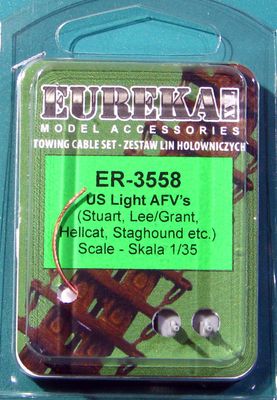 EUREKA XXL
MODEL ACCESSORIES
TOWING CABLE SET - ZESTAW LIN HOLOWNICZYCH
ER-3558
US Light AFV's
(Stuart, Lee/Grant,
Hellcat, Staghound etc.)
Scale - Skala 1/35